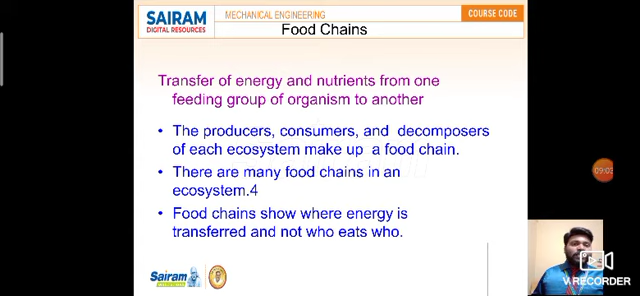 SAIRAM
DIGITAL RESOURCES
MECHANICAL ENGINEERING
COURSE CODE
Food Chains
Transfer of energy and nutrients from one
feeding group of organism to another
• The producers, consumers, and decomposers
of each ecosystem make up a food chain.
• There are many food chains in an
ecosystem.4
• Food chains show where energy is
transferred and not who eats who.
09:03
Sairam
V.RECORDER